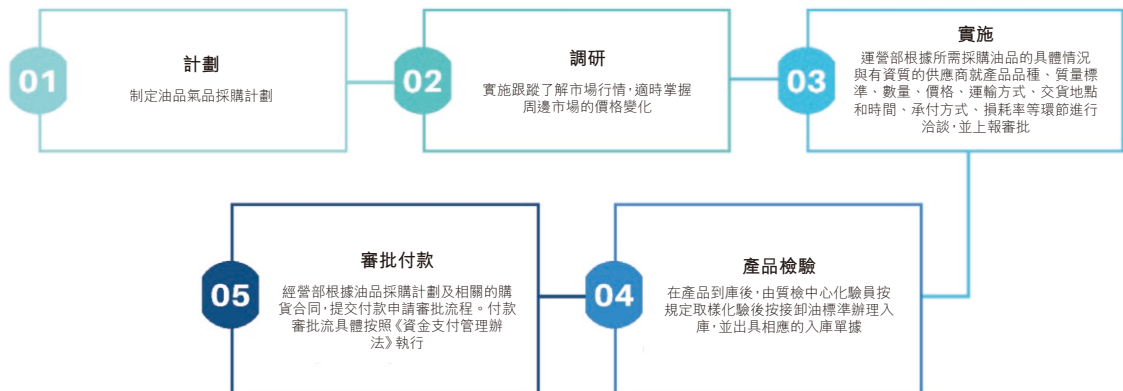 01
計劃
制定油品氣品採購計劃
02
調研
實施跟蹤了解市場行情，適時掌握
周邊市場的價格變化
03
實施
運營部根據所需採購油品的具體情況
與有資質的供應商就產品品種、質量標
準、數量、價格、運輸方式、交貨地點
和時間、承付方式、損耗率等環節進行
洽談，並上報審批
04
產品檢驗
在產品到庫後，由質檢中心化驗員按
規定取樣化驗後按接卸油標準辦理入
庫，並出具相應的入庫單據
05
審批付款
經營部根據油品採購計劃及相關的購
貨合同，提交付款申請審批流程。付款
審批流具體按照《資金支付管理辦
法》執行